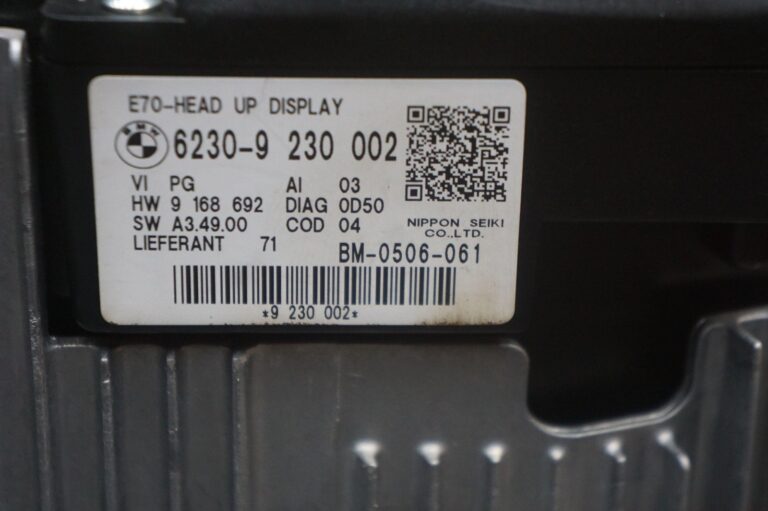 E70-HEAD UP DISPLAY
BMW
6230-9 230 002
VI PG AI 03
HW 9 168 692 DIAG 0D50
SW A3.49.00 COD 04
LIEFERANT 71
NIPPON SEIKI
CO.,LTD.
BM-0506-061
*9 230 002*